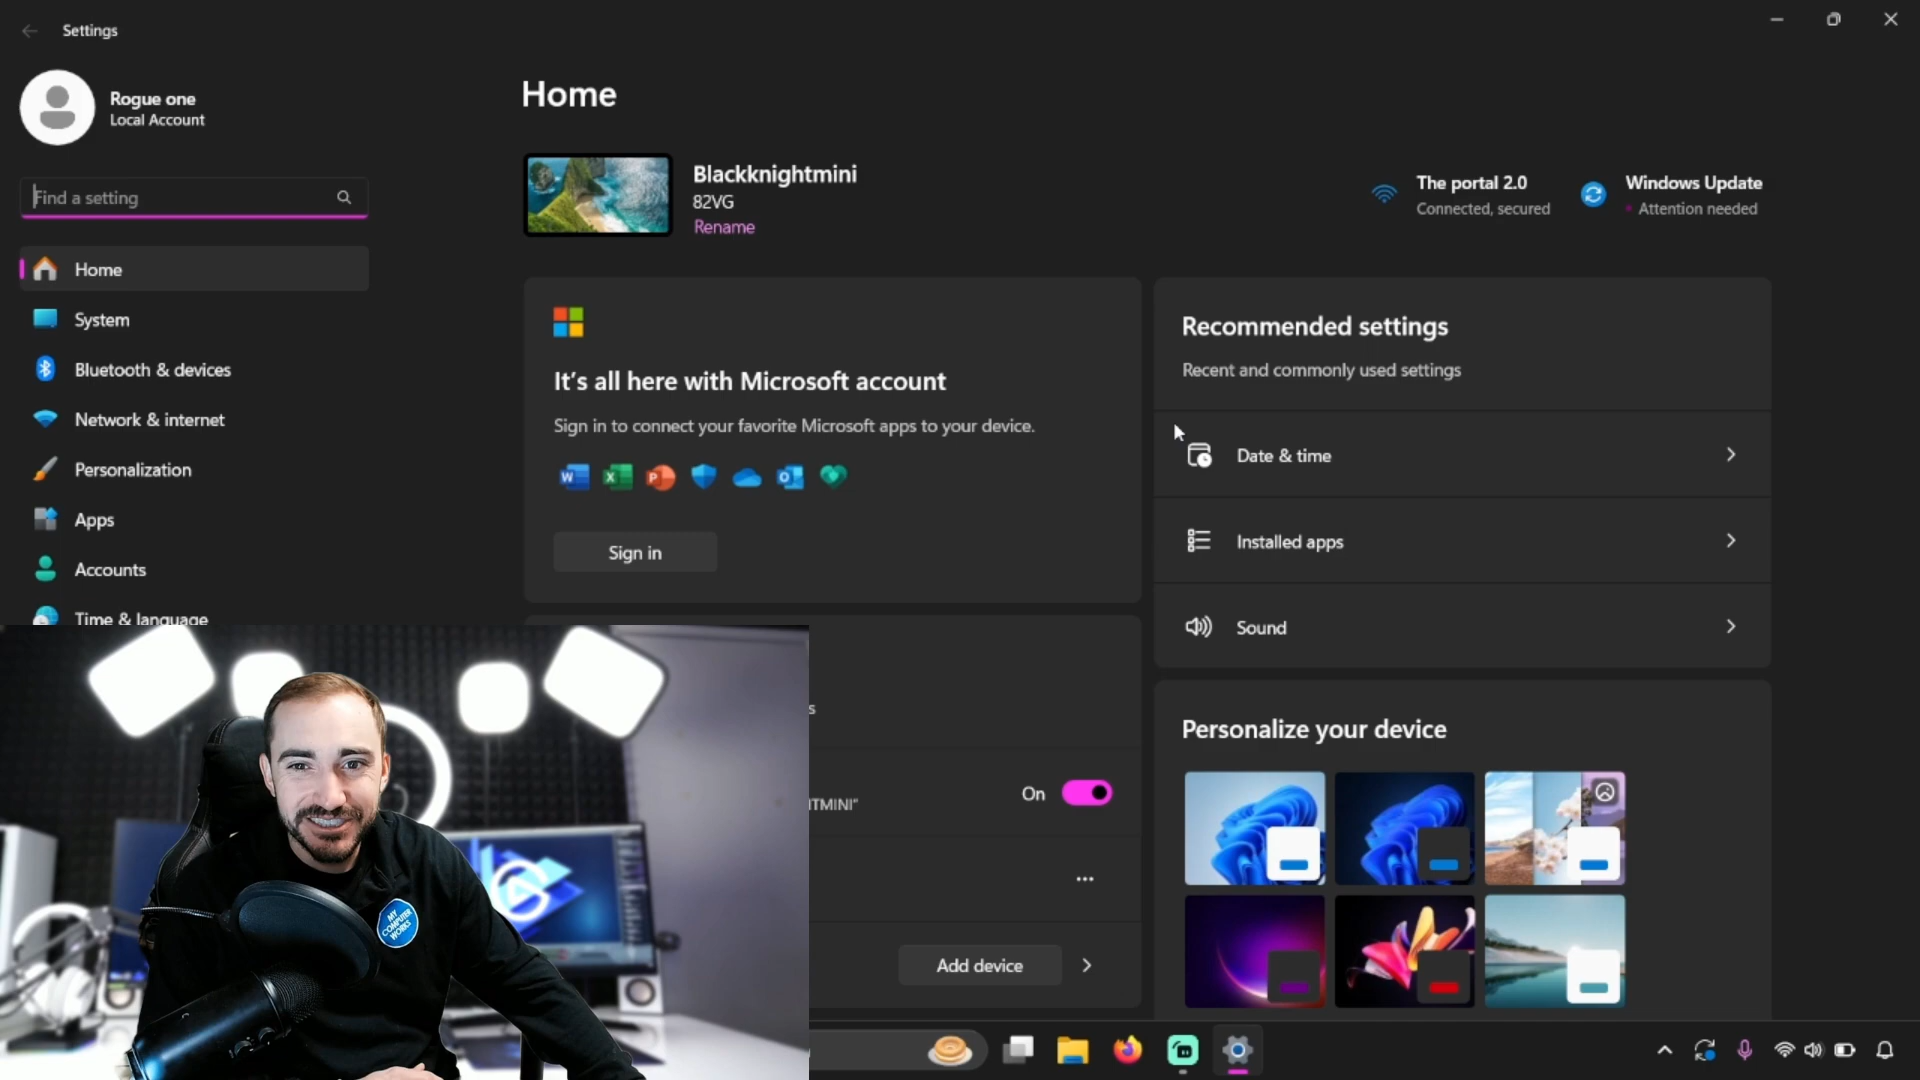 Settings
Rogue one
Local Account
Find a setting
Home
System
Bluetooth & devices
Network & internet
Personalization
Apps
Accounts
Time & language
Home
Blackknightmini
82VG
Rename
The portal 2.0
Connected, secured
Windows Update
Attention needed
It's all here with Microsoft account
Sign in to connect your favorite Microsoft apps to your device.
Sign in
Recommended settings
Recent and commonly used settings
Date & time
Installed apps
Sound
s
ITMINI"
On
Add device
Personalize your device
MY
COMPUTER
WORKS